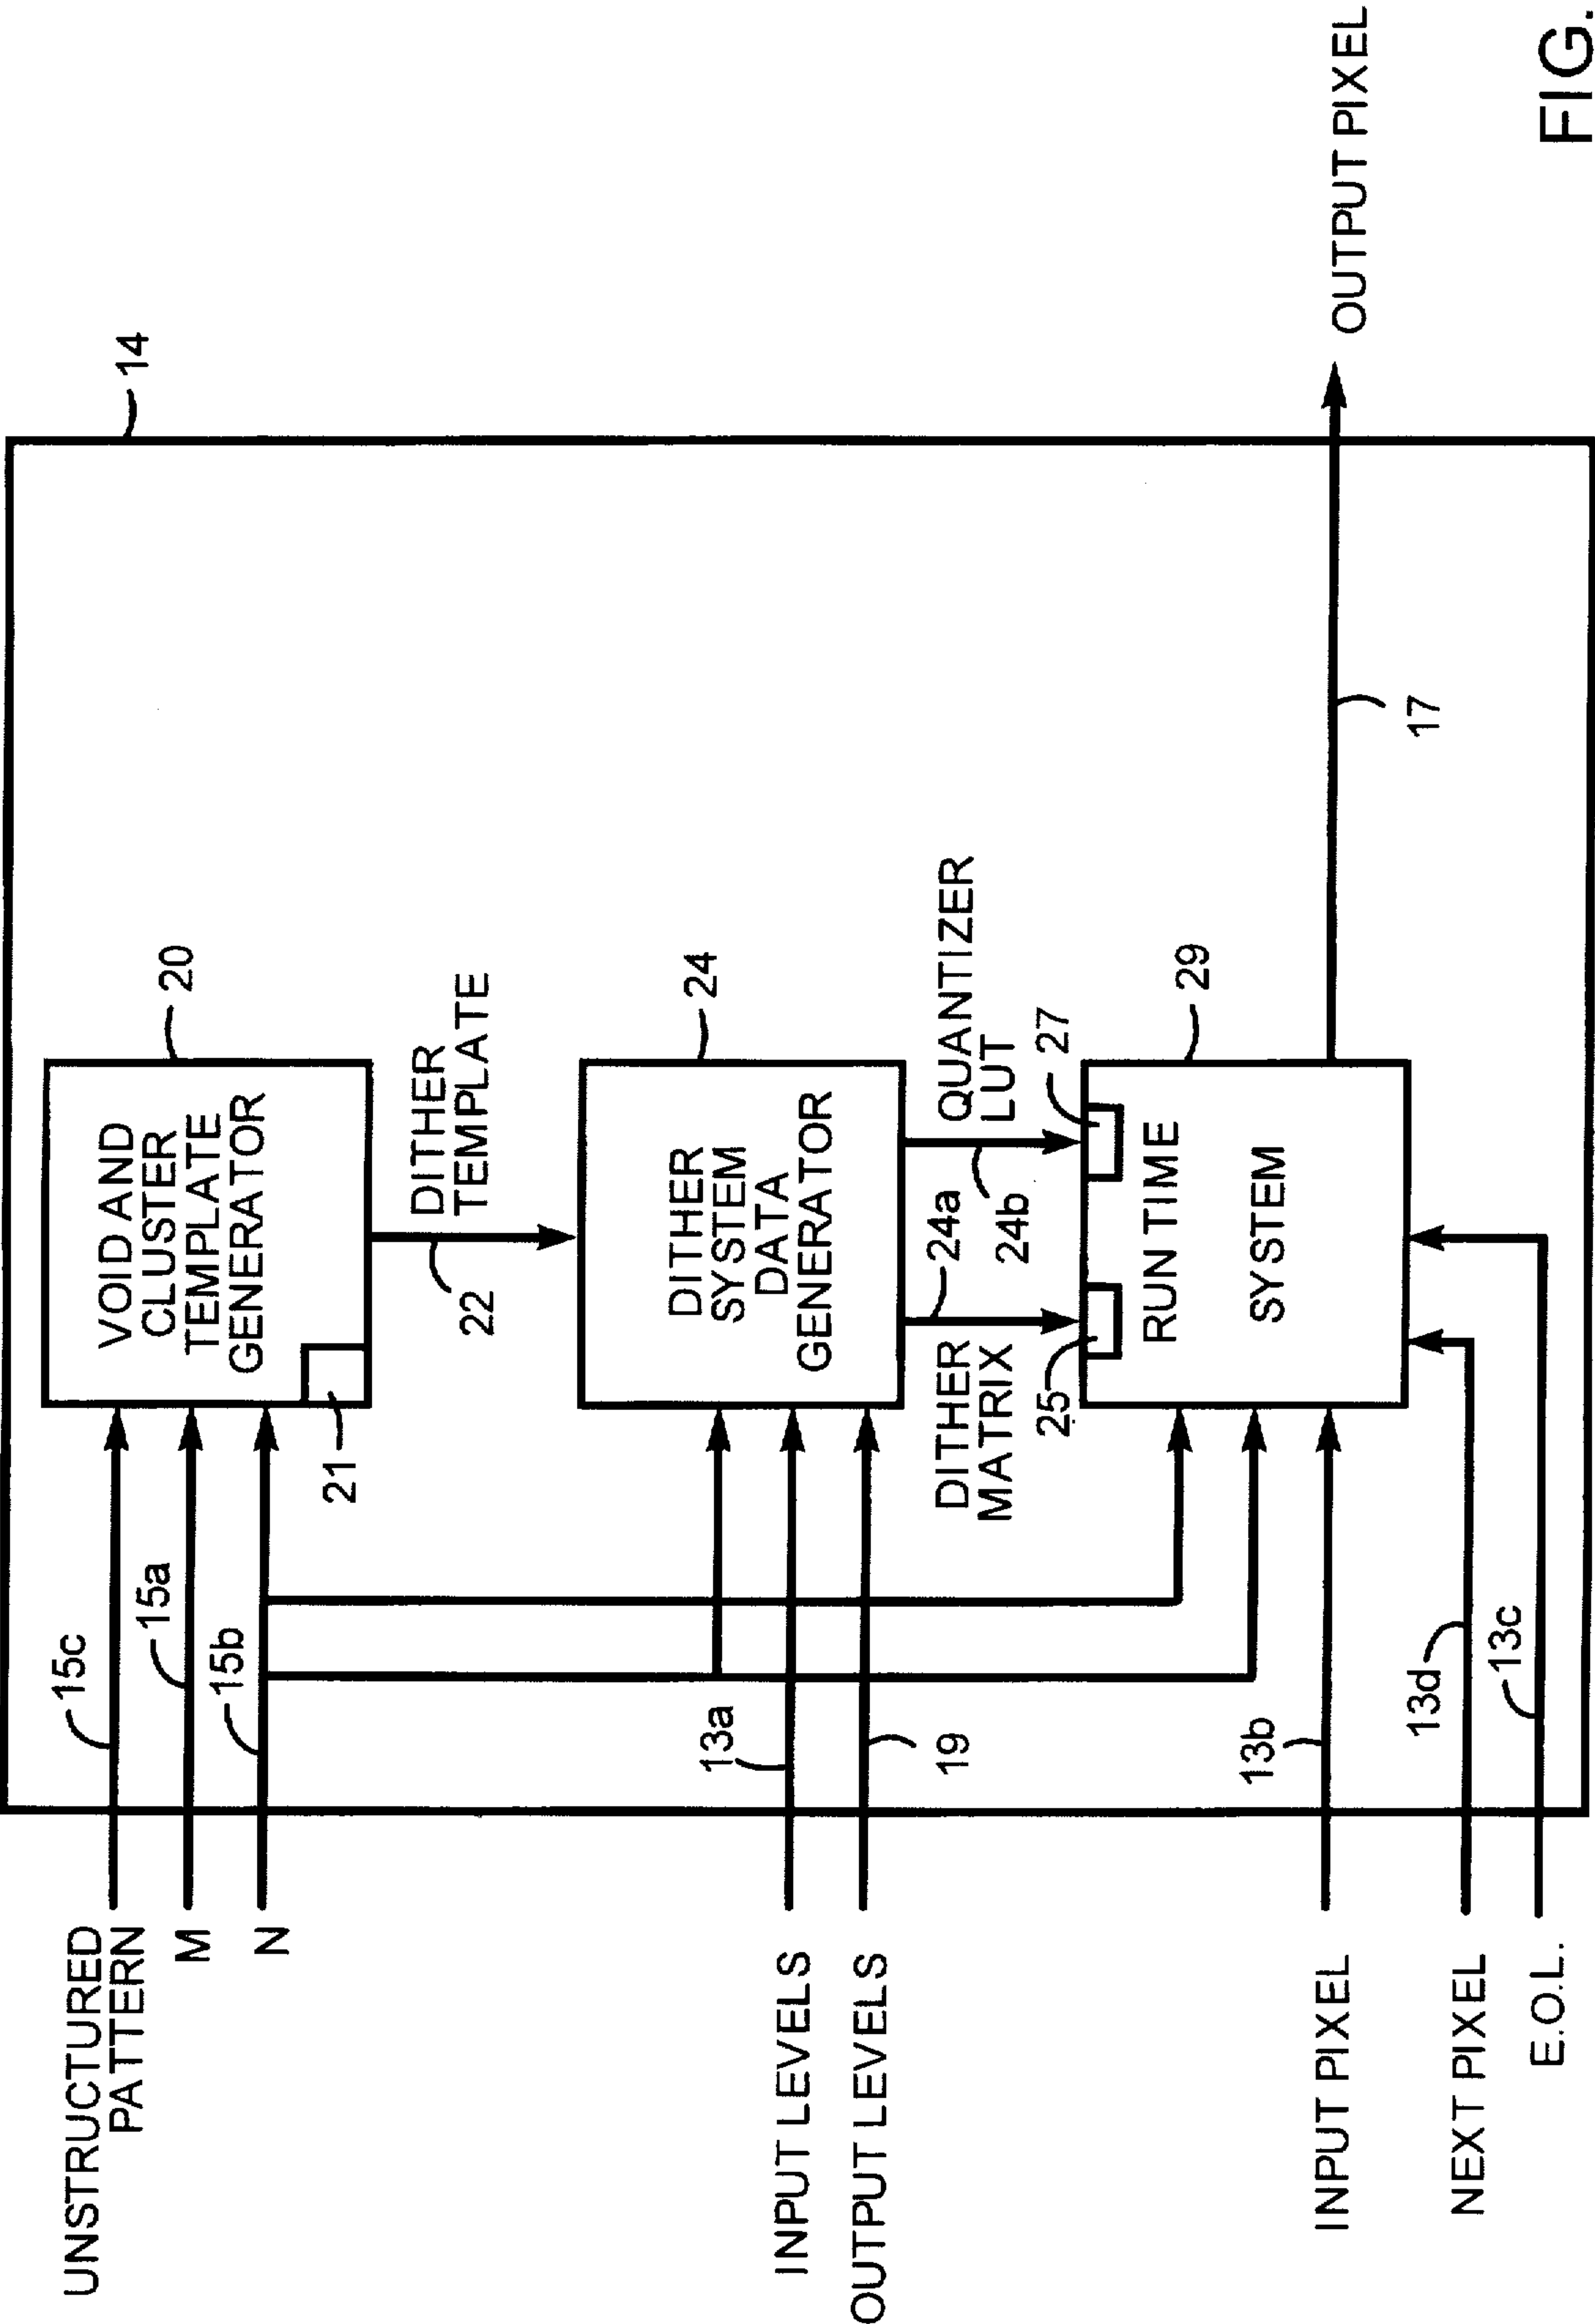 UNSTRUCTURED
PATTERN
M
N
15c
15a
15b
21
VOID AND
CLUSTER
TEMPLATE
GENERATOR
20
14
22
DITHER
TEMPLATE
INPUT LEVELS
OUTPUT LEVELS
13a
19
DITHER
SYSTEM
DATA
GENERATOR
24
DITHER
MATRIX
24a
24b
QUANTIZER
LUT
25
27
RUN TIME
SYSTEM
29
INPUT PIXEL
NEXT PIXEL
E.O.L.
13b
13d
13c
17
OUTPUT PIXEL
FIG.